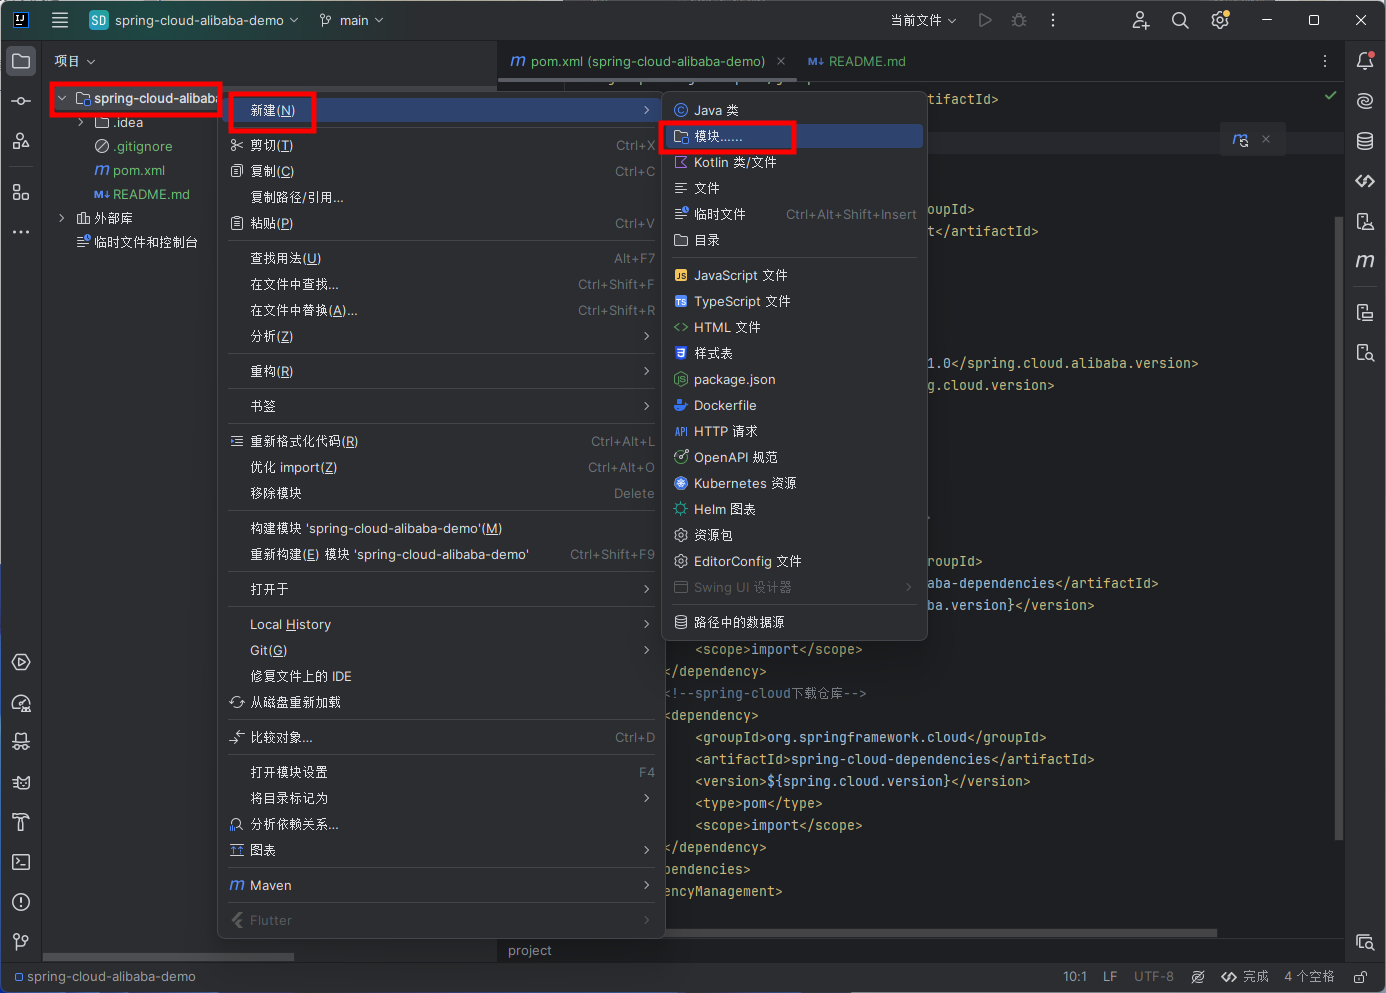 SD spring-cloud-alibaba-demo main 当前文件
项目
pom.xml (spring-cloud-alibaba-demo) README.md
spring-cloud-alibaba
.idea
.gitignore
pom.xml
README.md
外部库
临时文件和控制台
新建(N)
剪切(T) Ctrl+X
复制(C) Ctrl+C
复制路径/引用...
粘贴(P) Ctrl+V
查找用法(U) Alt+F7
在文件中查找... Ctrl+Shift+F
在文件中替换(A)... Ctrl+Shift+R
分析(Z)
重构(R)
书签
重新格式化代码(R) Ctrl+Alt+L
优化 import(Z) Ctrl+Alt+O
移除模块 Delete
构建模块 'spring-cloud-alibaba-demo'(M)
重新构建(E) 模块 'spring-cloud-alibaba-demo' Ctrl+Shift+F9
打开于
Local History
Git(G)
修复文件上的 IDE
从磁盘重新加载
比较对象... Ctrl+D
打开模块设置 F4
将目录标记为
分析依赖关系...
图表
Maven
Flutter
Java 类
模块......
Kotlin 类/文件
文件
临时文件 Ctrl+Alt+Shift+Insert
目录
JavaScript 文件
TypeScript 文件
HTML 文件
样式表
package.json
Dockerfile
HTTP 请求
OpenAPI 规范
Kubernetes 资源
Helm 图表
资源包
EditorConfig 文件
Swing UI 设计器
路径中的数据源
tifactId>
oupId>
t</artifactId>
1.0</spring.cloud.alibaba.version>
g.cloud.version>
roupId>
aba-dependencies</artifactId>
ba.version}</version>
<scope>import</scope>
</dependency>
<!--spring-cloud下载仓库-->
<dependency>
<groupId>org.springframework.cloud</groupId>
<artifactId>spring-cloud-dependencies</artifactId>
<version>${spring.cloud.version}</version>
<type>pom</type>
<scope>import</scope>
</dependency>
pendencies>
encyManagement>
project
spring-cloud-alibaba-demo 10:1 LF UTF-8 完成 4 个空格